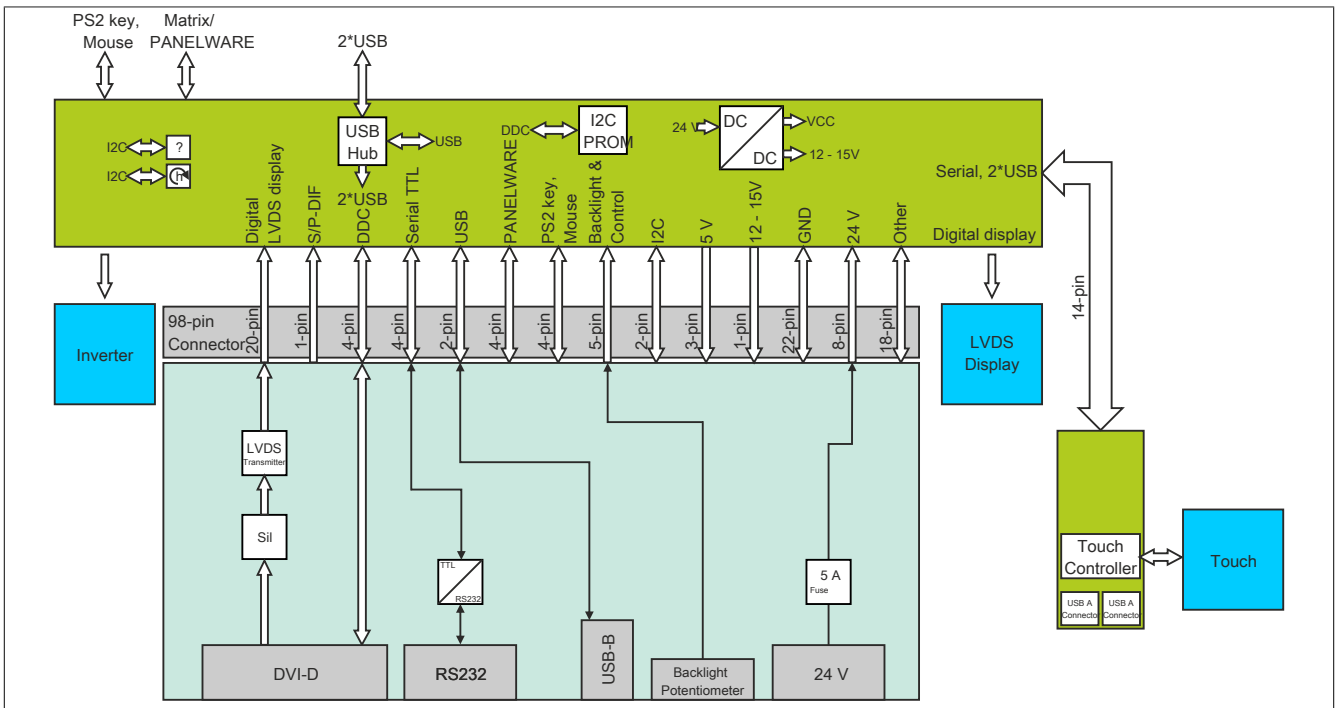 PS2 key,
Mouse
Matrix/
PANELWARE
2*USB
I2C
?
I2C
h
USB
Hub
USB
2*USB
DDC
I2C
PROM
24 V
DC
DC
VCC
12 - 15V
Serial, 2*USB
Digital display
Digital
LVDS display
S/P-DIF
DDC
Serial TTL
USB
PANELWARE
PS2 key,
Mouse
Backlight &
Control
I2C
5 V
12 - 15V
GND
24 V
Other
Inverter
98-pin
Connector
20-pin
1-pin
4-pin
4-pin
2-pin
4-pin
4-pin
5-pin
2-pin
3-pin
1-pin
22-pin
8-pin
18-pin
LVDS
Display
14-pin
LVDS
Transmitter
Sil
TTL
RS232
5 A
Fuse
DVI-D
RS232
USB-B
Backlight
Potentiometer
24 V
Touch
Controller
USB A
Connecto
USB A
Connecto
Touch